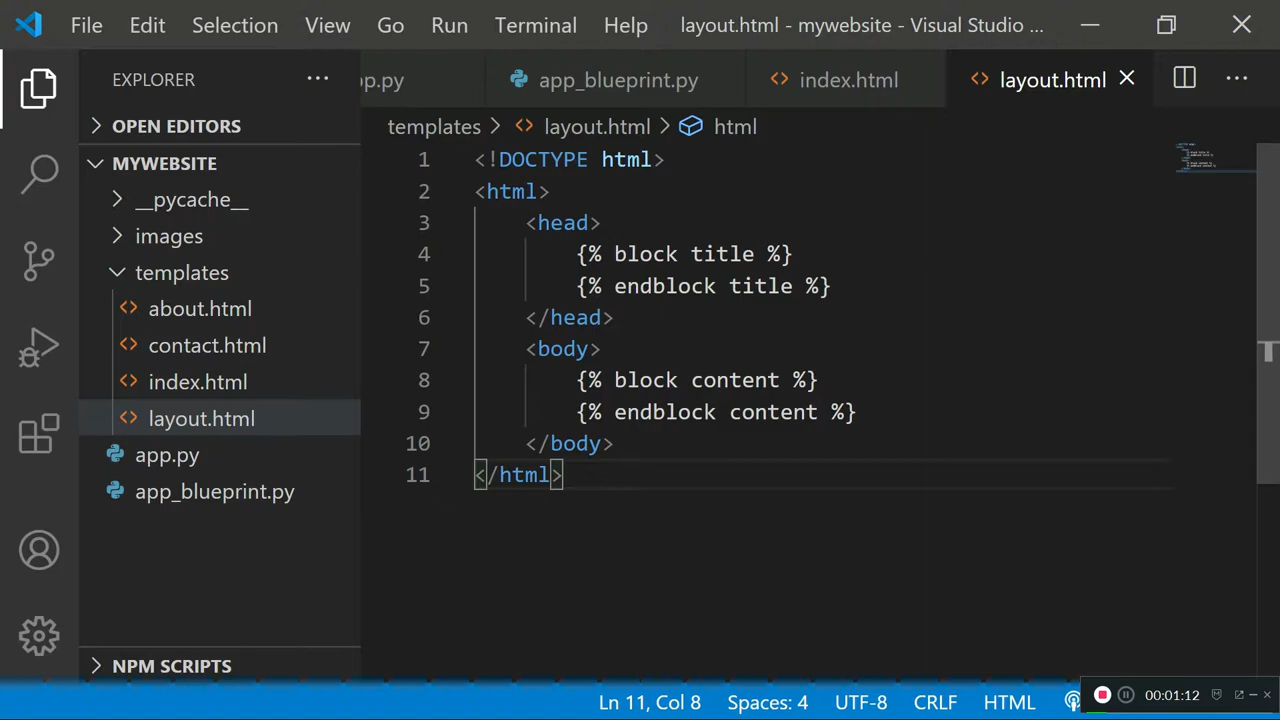 File Edit Selection View Go Run Terminal Help layout.html - mywebsite - Visual Studio ...
EXPLORER
op.py app_blueprint.py index.html layout.html
OPEN EDITORS
templates > layout.html > html
MYWEBSITE
__pycache__
images
templates
about.html
contact.html
index.html
layout.html
app.py
app_blueprint.py
NPM SCRIPTS
1 <!DOCTYPE html>
2 <html>
3 <head>
4 {% block title %}
5 {% endblock title %}
6 </head>
7 <body>
8 {% block content %}
9 {% endblock content %}
10 </body>
11 </html>
Ln 11, Col 8 Spaces: 4 UTF-8 CRLF HTML
00:01:12